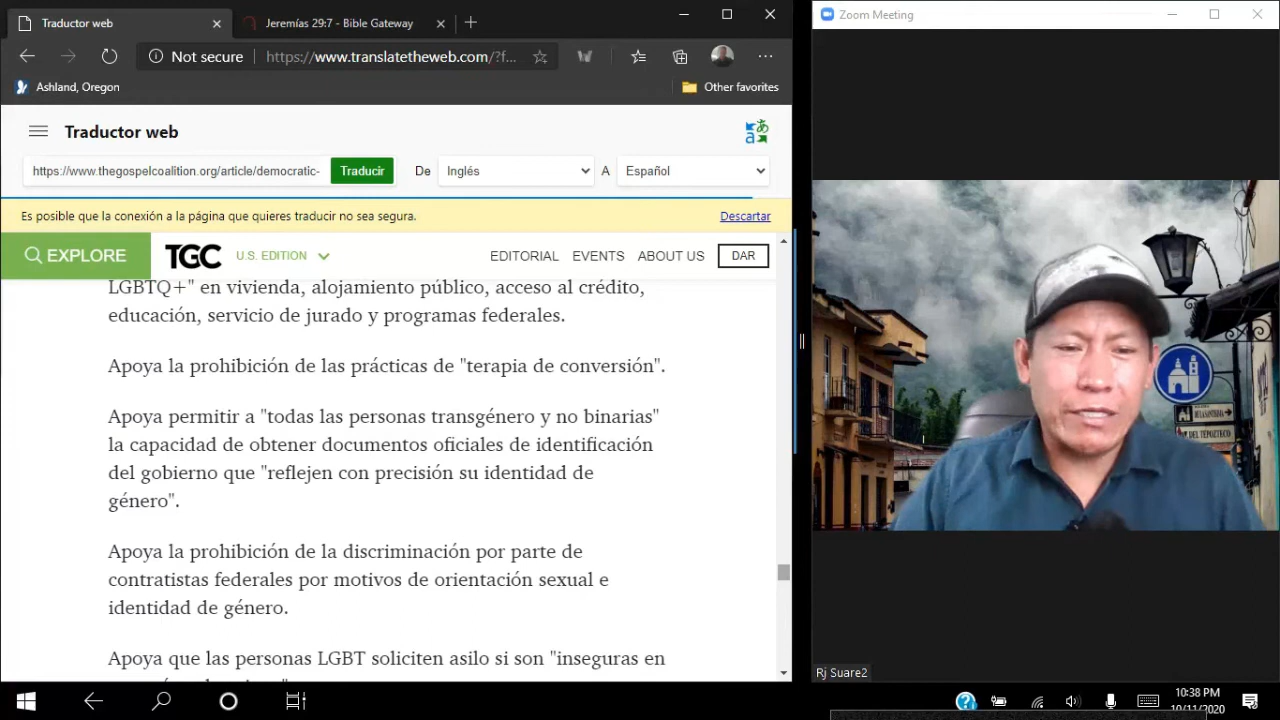 Traductor web
Jeremías 29:7 - Bible Gateway
Zoom Meeting
Not secure
https://www.translatetheweb.com/?f...
Ashland, Oregon
Other favorites
Traductor web
https://www.thegospelcoalition.org/article/democratic-
Traducir
De
Inglés
A
Español
Es posible que la conexión a la página que quieres traducir no sea segura.
Descartar
EXPLORE
TGC
U.S. EDITION
EDITORIAL
EVENTS
ABOUT US
DAR
LGBTQ+" en vivienda, alojamiento público, acceso al crédito,
educación, servicio de jurado y programas federales.
Apoya la prohibición de las prácticas de "terapia de conversión".
Apoya permitir a "todas las personas transgénero y no binarias"
la capacidad de obtener documentos oficiales de identificación
del gobierno que "reflejen con precisión su identidad de
género".
Apoya la prohibición de la discriminación por parte de
contratistas federales por motivos de orientación sexual e
identidad de género.
Apoya que las personas LGBT soliciten asilo si son "inseguras en
DEL TEPOZTECO
Rj Suare2
10:38 PM
10/11/2020